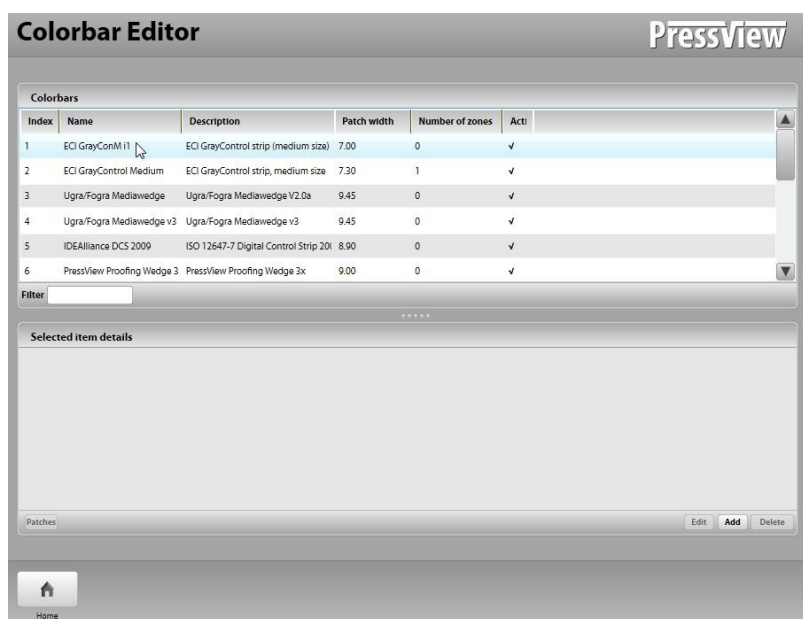 Colorbar Editor
PressView
Colorbars
Index Name Description Patch width Number of zones Acti
1 ECI GrayConM i1 ECI GrayControl strip (medium size) 7.00 0 √
2 ECI GrayControl Medium ECI GrayControl strip, medium size 7.30 1 √
3 Ugra/Fogra Mediawedge Ugra/Fogra Mediawedge V2.0a 9.45 0 √
4 Ugra/Fogra Mediawedge v3 Ugra/Fogra Mediawedge v3 9.45 0 √
5 IDEAlliance DCS 2009 ISO 12647-7 Digital Control Strip 20( 8.90 0 √
6 PressView Proofing Wedge 3 PressView Proofing Wedge 3x 9.00 0 √
Filter
Selected item details
Patches Edit Add Delete
Home